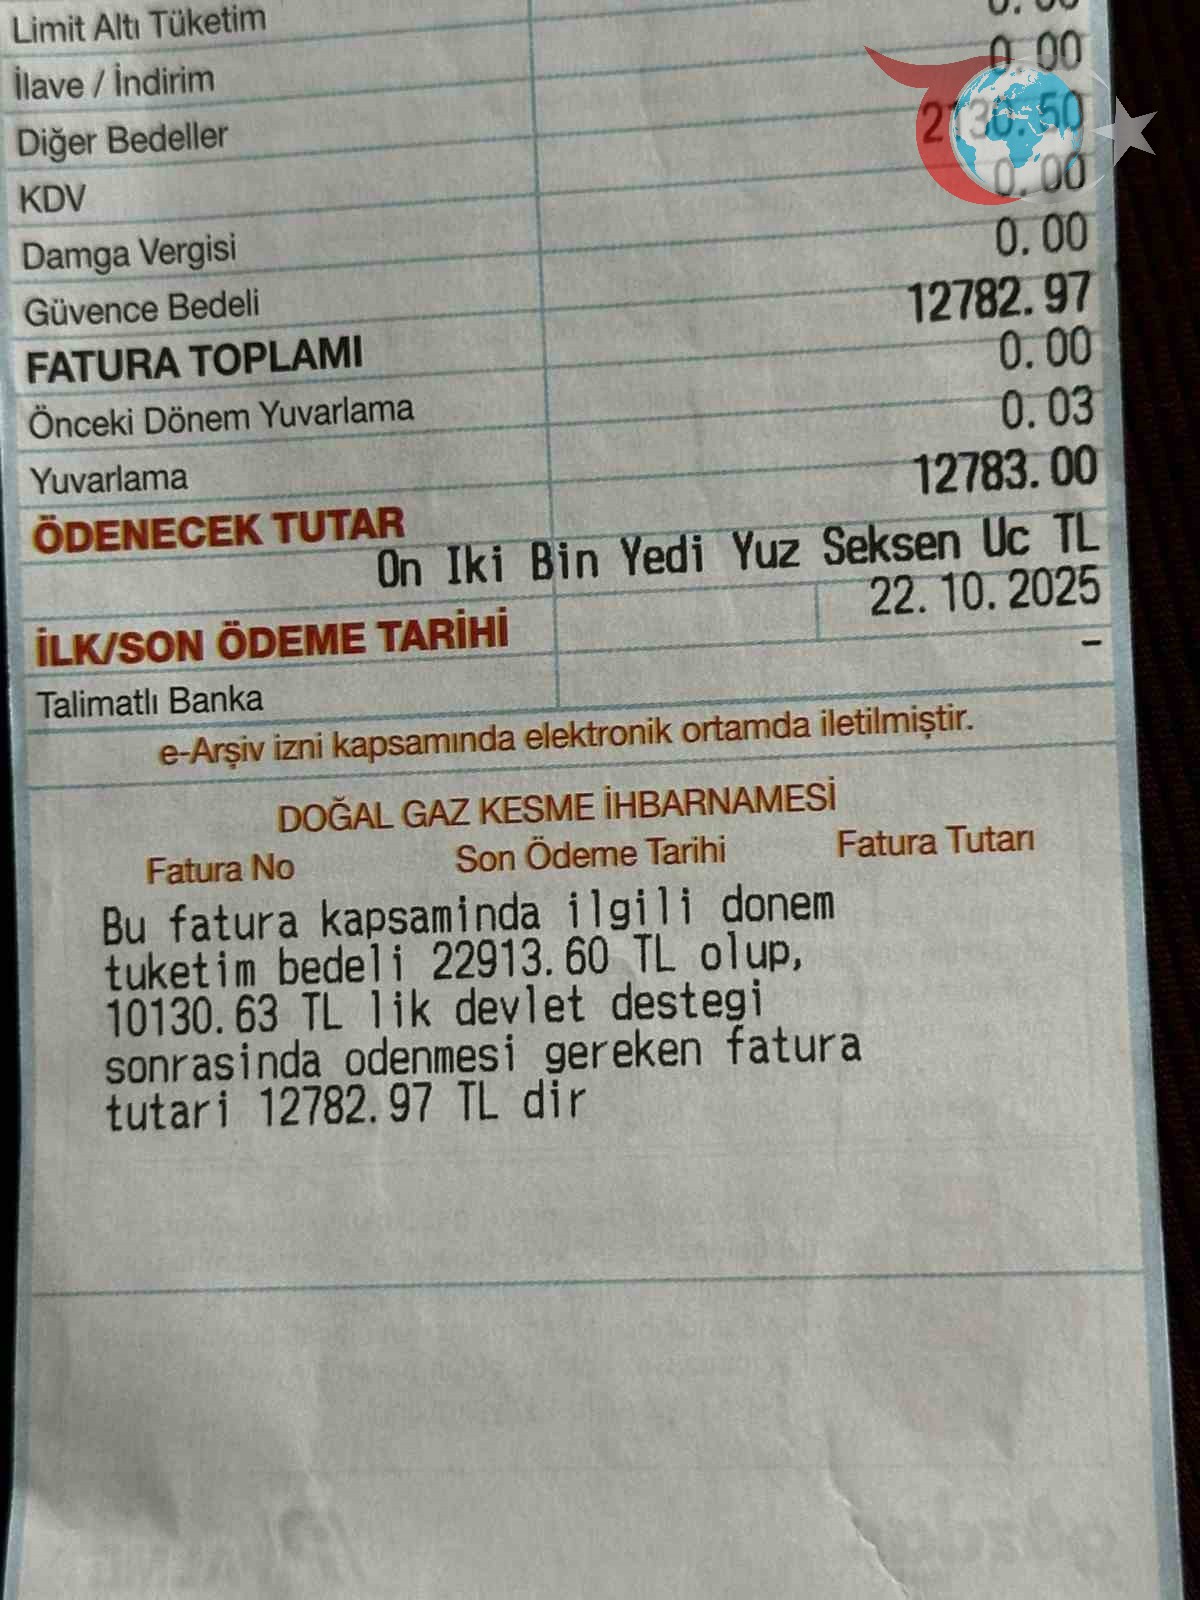 Limit Altı Tüketim
0.00
İlave / İndirim
2130.50
Diğer Bedeller
0.00
KDV
0.00
Damga Vergisi
12782.97
Güvence Bedeli
0.00
FATURA TOPLAMI
0.03
Önceki Dönem Yuvarlama
12783.00
Yuvarlama
ÖDENECEK TUTAR
On Iki Bin Yedi Yuz Seksen Uc TL
22.10.2025
İLK/SON ÖDEME TARİHİ
-
Talimatlı Banka
e-Arşiv izni kapsamında elektronik ortamda iletilmiştir.
DOĞAL GAZ KESME İHBARNAMESİ
Fatura No Son Ödeme Tarihi Fatura Tutarı
Bu fatura kapsaminda ilgili donem
tuketim bedeli 22913.60 TL olup,
10130.63 TL lik devlet destegi
sonrasinda odenmesi gereken fatura
tutari 12782.97 TL dir